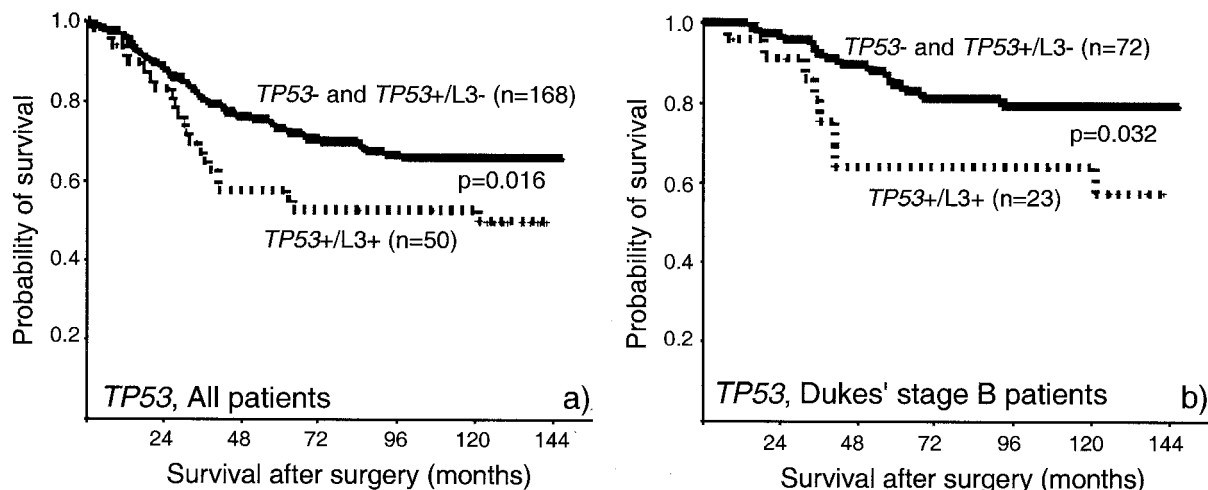 Probability of survival
1.0
0.8
0.6
0.4
0.2
TP53- and TP53+/L3- (n=168)
p=0.016
TP53+/L3+ (n=50)
TP53, All patients
a)
24 48 72 96 120 144
Survival after surgery (months)
Probability of survival
1.0
0.8
0.6
0.4
0.2
TP53- and TP53+/L3- (n=72)
p=0.032
TP53+/L3+ (n=23)
TP53, Dukes' stage B patients
b)
24 48 72 96 120 144
Survival after surgery (months)